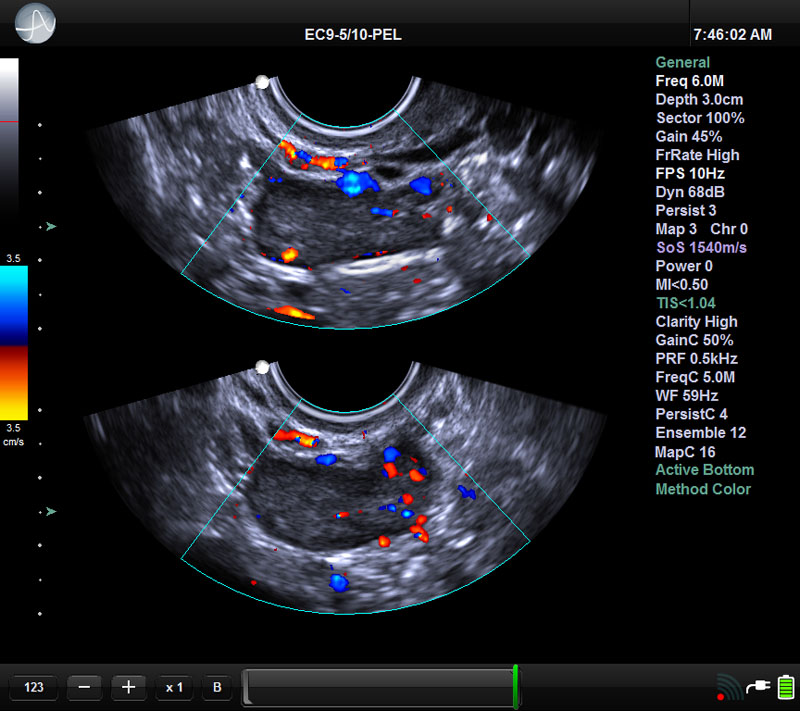 EC9-5/10-PEL
7:46:02 AM
General
Freq 6.0M
Depth 3.0cm
Sector 100%
Gain 45%
FrRate High
FPS 10Hz
Dyn 68dB
Persist 3
Map 3 Chr 0
SoS 1540m/s
Power 0
MI<0.50
TIS<1.04
Clarity High
GainC 50%
PRF 0.5kHz
FreqC 5.0M
WF 59Hz
PersistC 4
Ensemble 12
MapC 16
Active Bottom
Method Color
3.5
3.5
cm/s
123
x 1
B